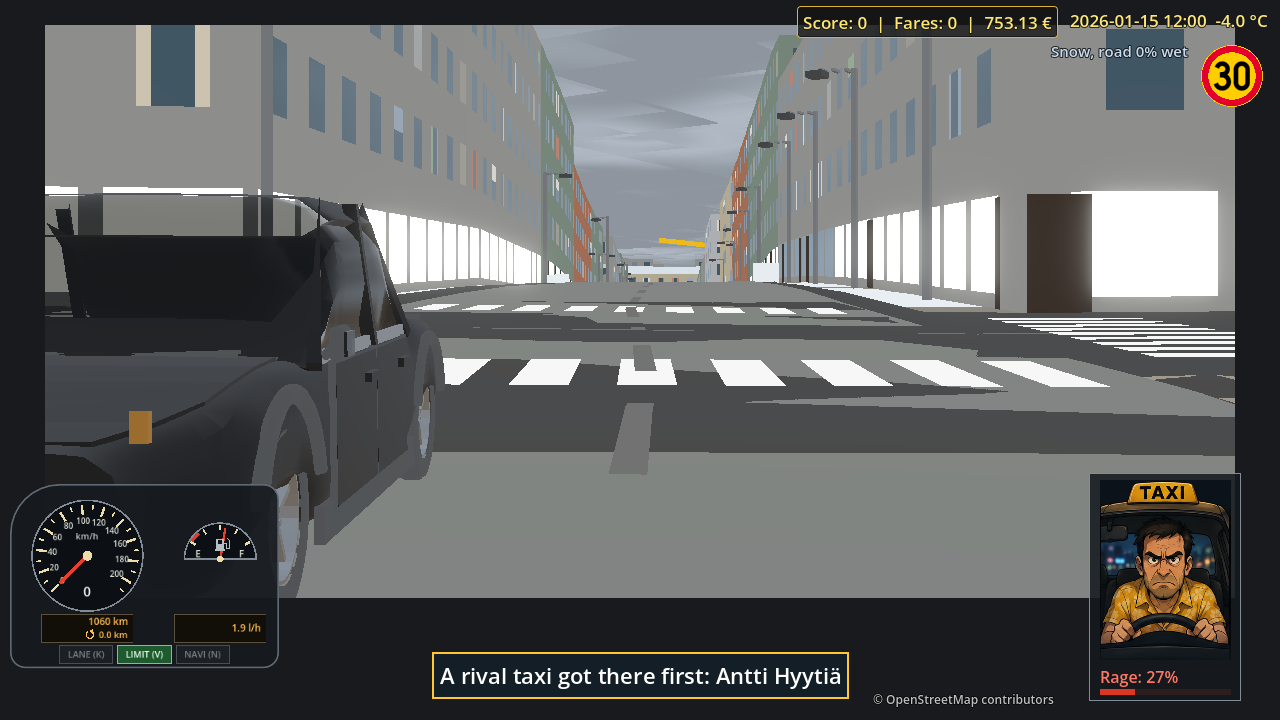 Score: 0 | Fares: 0 | 753.13 €
2026-01-15 12:00 -4.0 °C
Snow, road 0% wet
30
20
40
60
80
100
120
140
160
180
200
km/h
0
E
F
1060 km
0.0 km
1.9 l/h
LANE (K)
LIMIT (V)
NAVI (N)
A rival taxi got there first: Antti Hyytiä
TAXI
Rage: 27%
© OpenStreetMap contributors